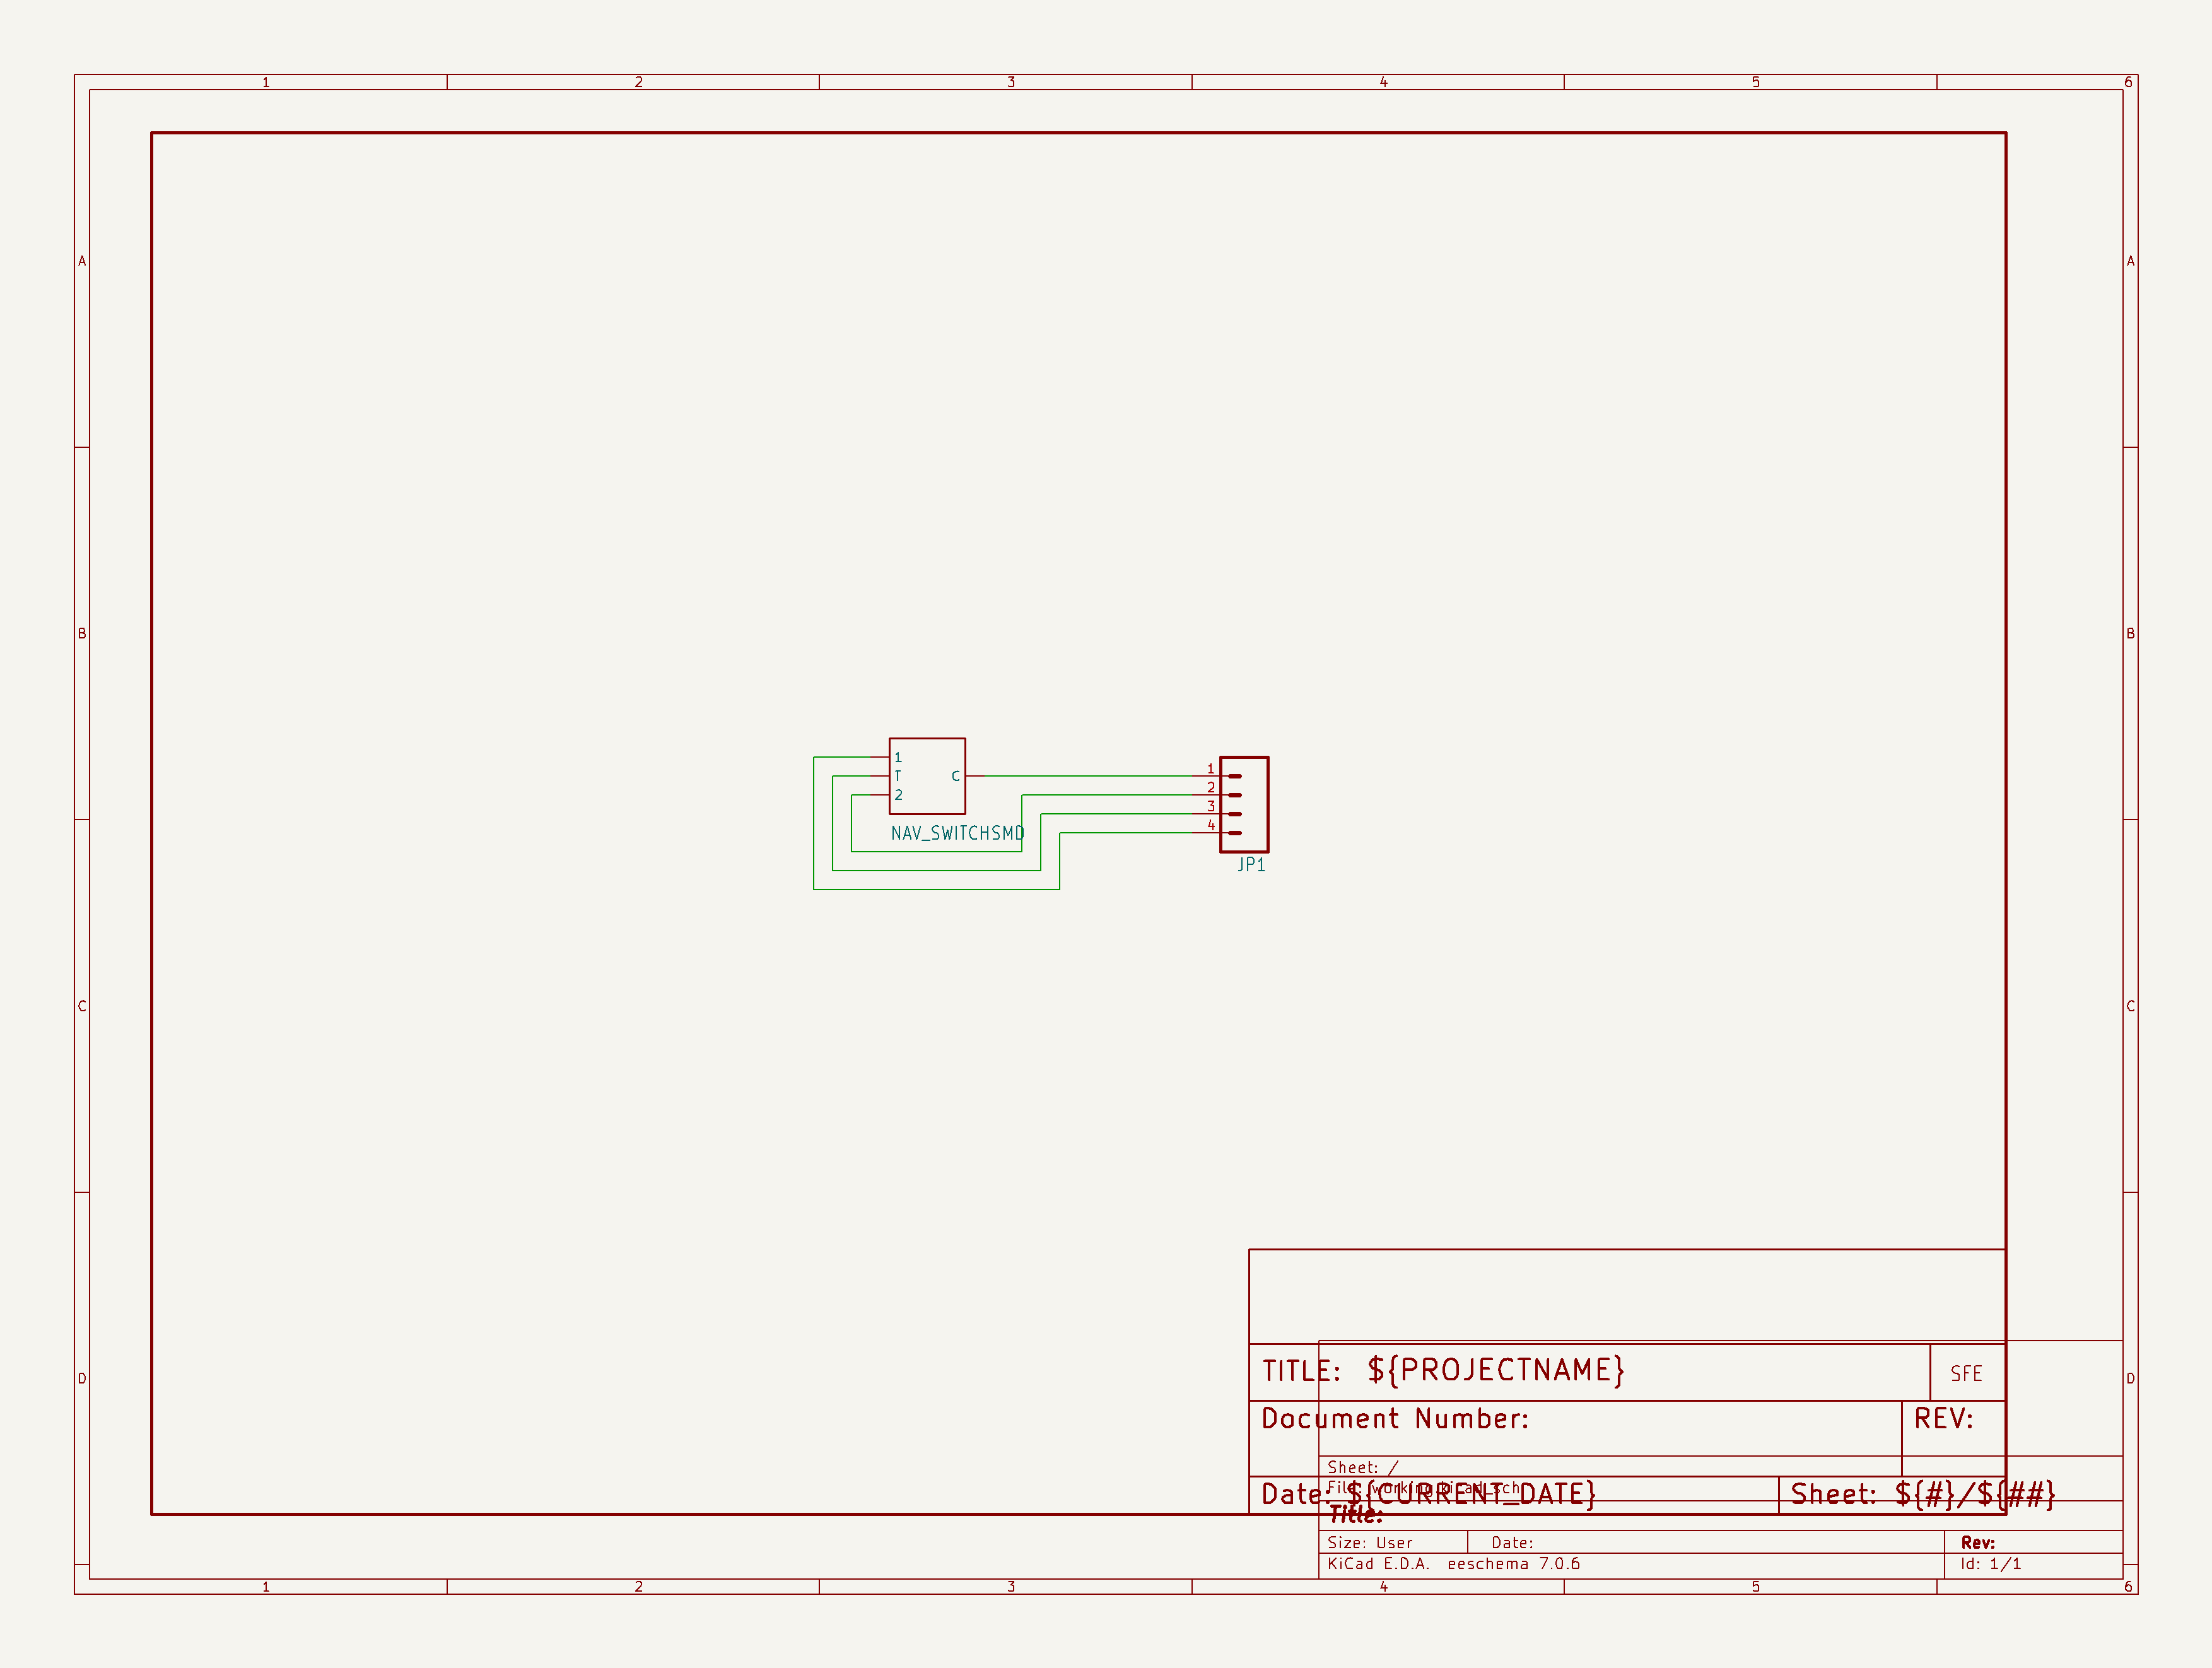 1 2 3 4 5 6
A A
B B
1
T C
2
NAV_SWITCHSMD
1
2
3
4
JP1
C C
D D
TITLE: ${PROJECTNAME} SFE
Document Number: REV:
Sheet: /
File: working.kicad_sch
Date: ${CURRENT_DATE} Sheet: ${#}/${##}
Title:
Size: User Date: Rev:
KiCad E.D.A. eeschema 7.0.6 Id: 1/1
1 2 3 4 5 6